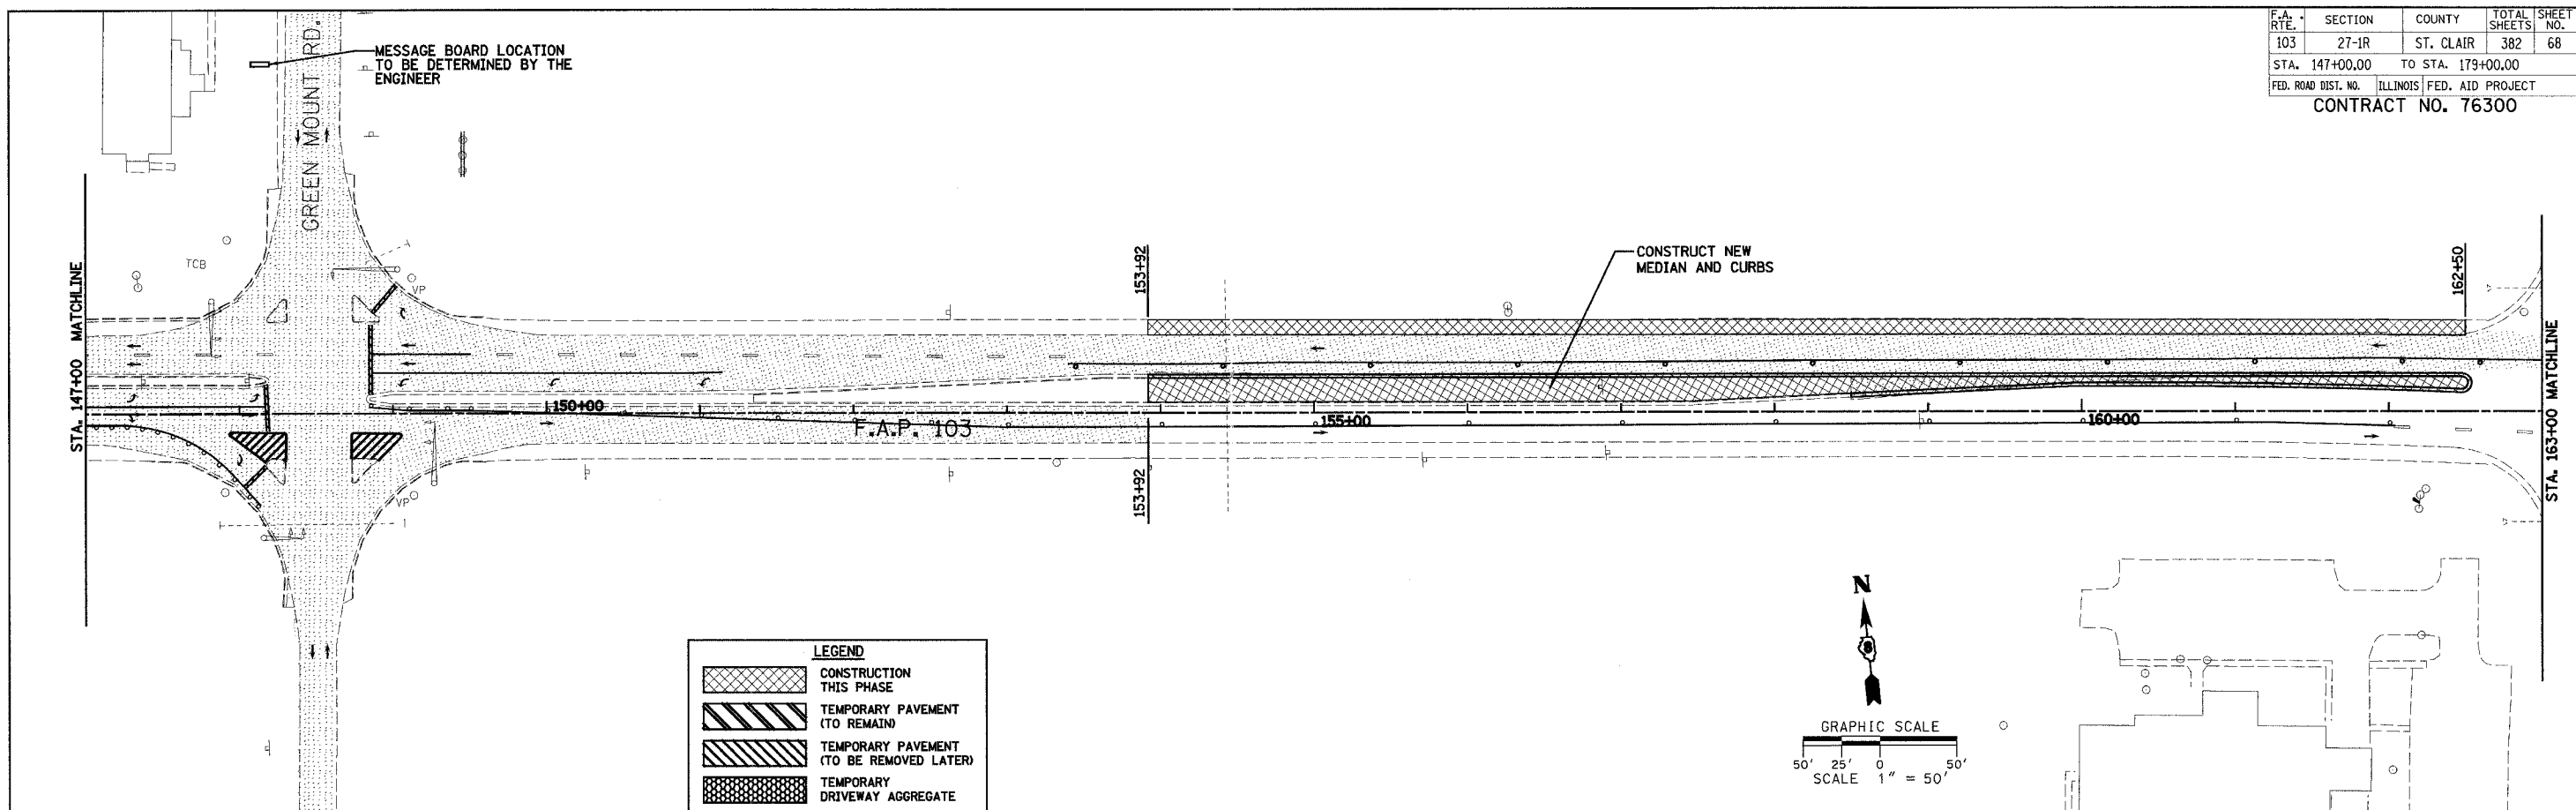 F.A. RTE. SECTION COUNTY TOTAL SHEETS SHEET NO.
103 27-1R ST. CLAIR 382 68
STA. 147+00.00 TO STA. 179+00.00
FED. ROAD DIST. NO. ILLINOIS FED. AID PROJECT
CONTRACT NO. 76300
MESSAGE BOARD LOCATION
TO BE DETERMINED BY THE
ENGINEER
GREEN MOUNT RD.
TCB
VP
STA. 147+00 MATCHLINE
153+92
CONSTRUCT NEW
MEDIAN AND CURBS
162+50
STA. 163+00 MATCHLINE
150+00
F.A.P. 103
155+00
160+00
153+92
VP
N
GRAPHIC SCALE
50' 25' 0 50'
SCALE 1" = 50'
LEGEND
CONSTRUCTION
THIS PHASE
TEMPORARY PAVEMENT
(TO REMAIN)
TEMPORARY PAVEMENT
(TO BE REMOVED LATER)
TEMPORARY
DRIVEWAY AGGREGATE